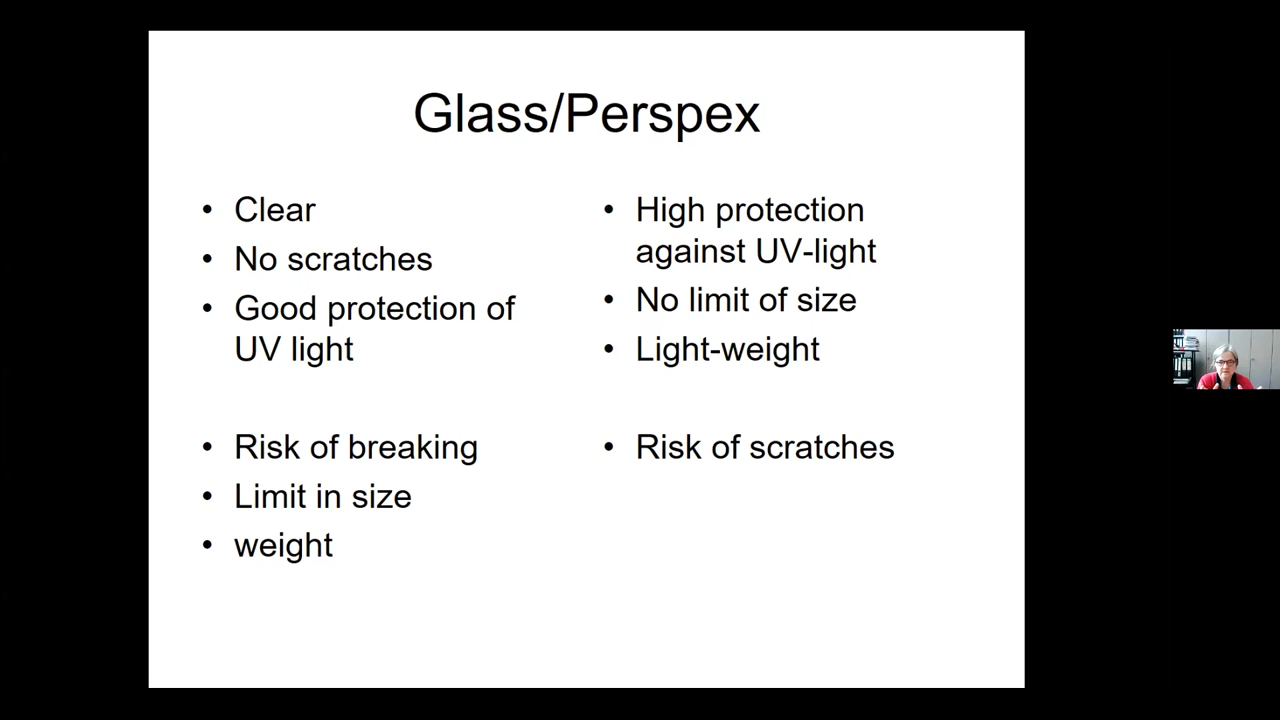 Glass/Perspex
• Clear
• No scratches
• Good protection of
UV light
• Risk of breaking
• Limit in size
• weight
• High protection
against UV-light
• No limit of size
• Light-weight
• Risk of scratches